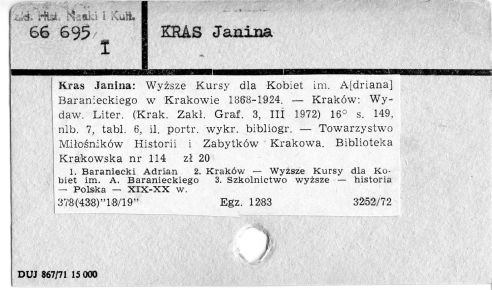 Zakł. Hist. Nauki i Kult.
66 695, I
KRAS Janina
Kras Janina: Wyższe Kursy dla Kobiet im. A[driana]
Baranieckiego w Krakowie 1868-1924. — Kraków: Wy-
daw. Liter. (Krak. Zakł. Graf. 3, III 1972) 16° s. 149,
nlb. 7, tabl. 6, il. portr. wykr. bibliogr. — Towarzystwo
Miłośników Historii i Zabytków Krakowa. Biblioteka
Krakowska nr 114 zł 20
1. Baraniecki Adrian 2. Kraków — Wyższe Kursy dla Ko-
biet im. A. Baranieckiego 3. Szkolnictwo wyższe — historia
— Polska — XIX-XX w.
378(438)"18/19" Egz. 1283 3252/72
DUJ 867/71 15 000